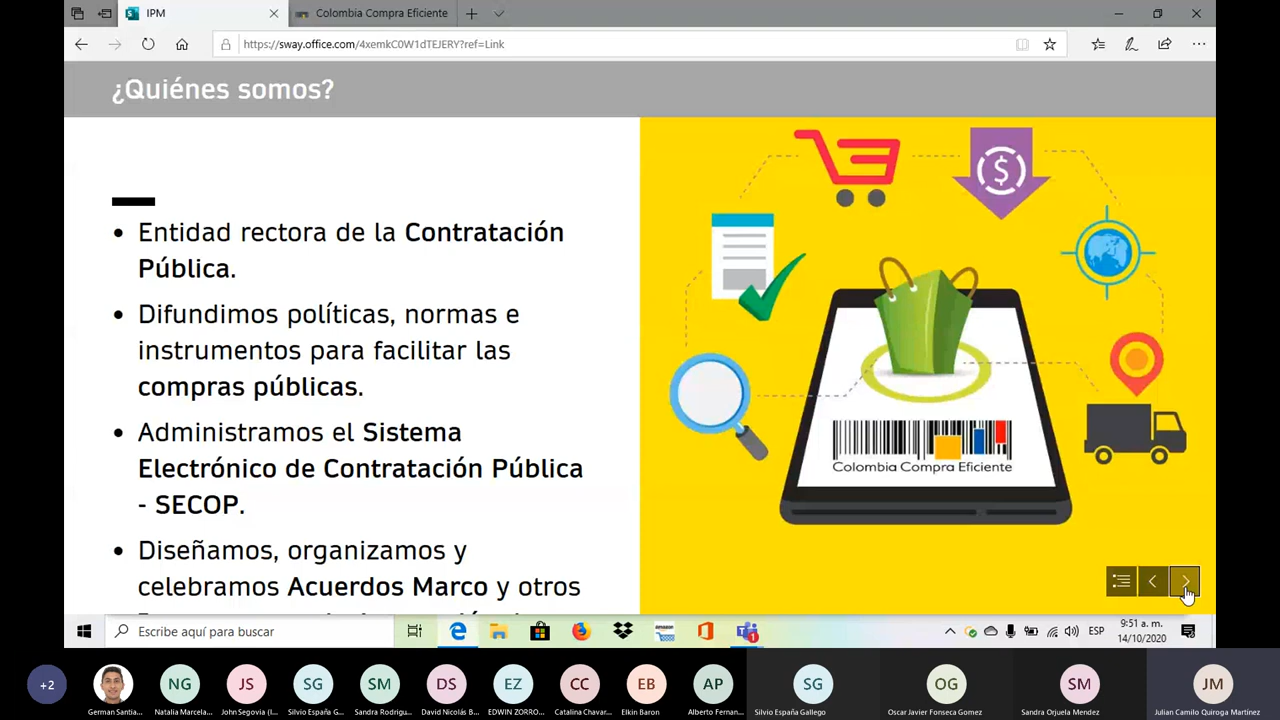 IPM
Colombia Compra Eficiente
https://sway.office.com/4xemkC0W1dTEJERY?ref=Link
¿Quiénes somos?
• Entidad rectora de la Contratación
Pública.
• Difundimos políticas, normas e
instrumentos para facilitar las
compras públicas.
• Administramos el Sistema
Electrónico de Contratación Pública
- SECOP.
• Diseñamos, organizamos y
celebramos Acuerdos Marco y otros
$
Colombia Compra Eficiente
Escribe aquí para buscar
amazon
1
ESP
9:51 a. m.
14/10/2020
+2
NG
JS
SG
SM
DS
EZ
CC
EB
AP
SG
OG
SM
JM
German Santia...
Natalia Marcela...
John Segovia (I...
Silvio España G...
Sandra Rodrigu...
David Nicolás B...
EDWIN ZORRO...
Catalina Chavar...
Elkin Baron
Alberto Fernan...
Silvio España Gallego
Oscar Javier Fonseca Gomez
Sandra Orjuela Mendez
Julian Camilo Quiroga Martínez